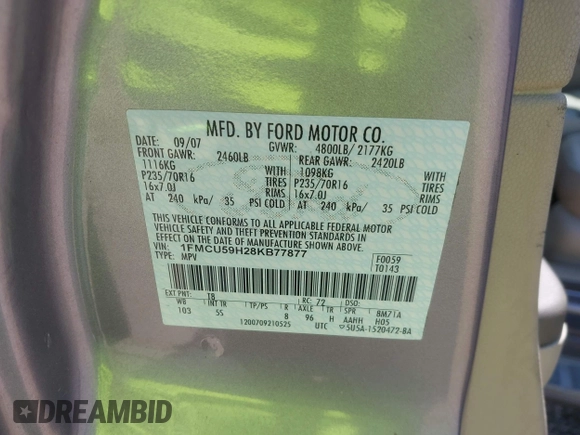 MFD. BY FORD MOTOR CO.
DATE: 09/07 GVWR: 4800LB/ 2177KG
FRONT GAWR: 2460LB REAR GAWR: 2420LB
1116KG WITH 1098KG WITH
P235/70R16 TIRES P235/70R16 TIRES
16x7.0J RIMS 16x7.0J RIMS
AT 240 kPa/ 35 PSI COLD AT 240 kPa/ 35 PSI COLD
THIS VEHICLE CONFORMS TO ALL APPLICABLE FEDERAL MOTOR
VEHICLE SAFETY AND THEFT PREVENTION STANDARDS IN
EFFECT ON THE DATE OF MANUFACTURE SHOWN ABOVE.
VIN: 1FMCU59H28KB77877 F0059
TYPE: MPV T0143
EXT PNT: T8 RC: 72 DSO:
WB INT TR TP/PS R AXLE TR SPR 8M71A
103 5S 8 96 H AAHH H05
1200709210525 UTC ▽5U5A-1520472-BA
DREAMBID